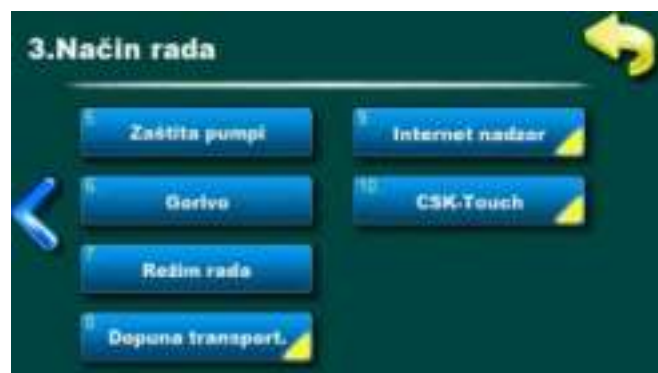 3.Način rada
5 Zaštita pumpi
6 Gorivo
7 Režim rada
8 Dopuna transport.
9 Internet nadzor
10 CSK-Touch